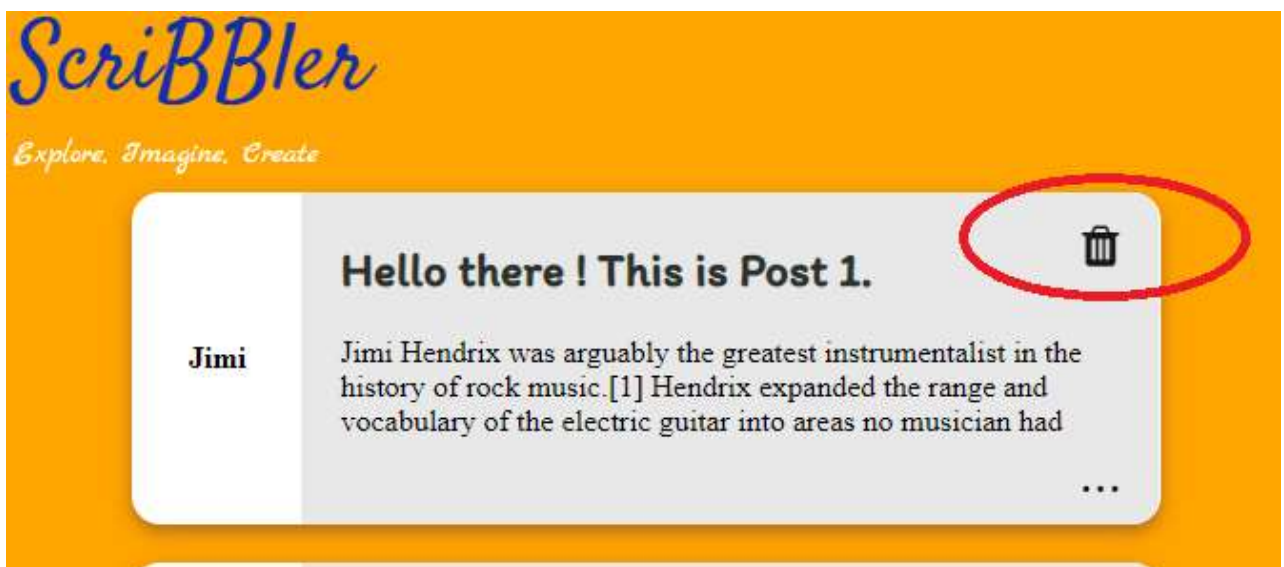 ScriBBler
Explore. Imagine. Create
Hello there ! This is Post 1.
Jimi
Jimi Hendrix was arguably the greatest instrumentalist in the
history of rock music.[1] Hendrix expanded the range and
vocabulary of the electric guitar into areas no musician had
...